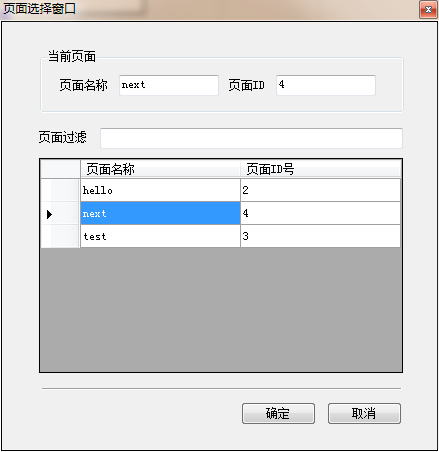 页面选择窗口
当前页面
页面名称 next 页面ID 4
页面过滤
页面名称 页面ID号
hello 2
next 4
test 3
确定 取消